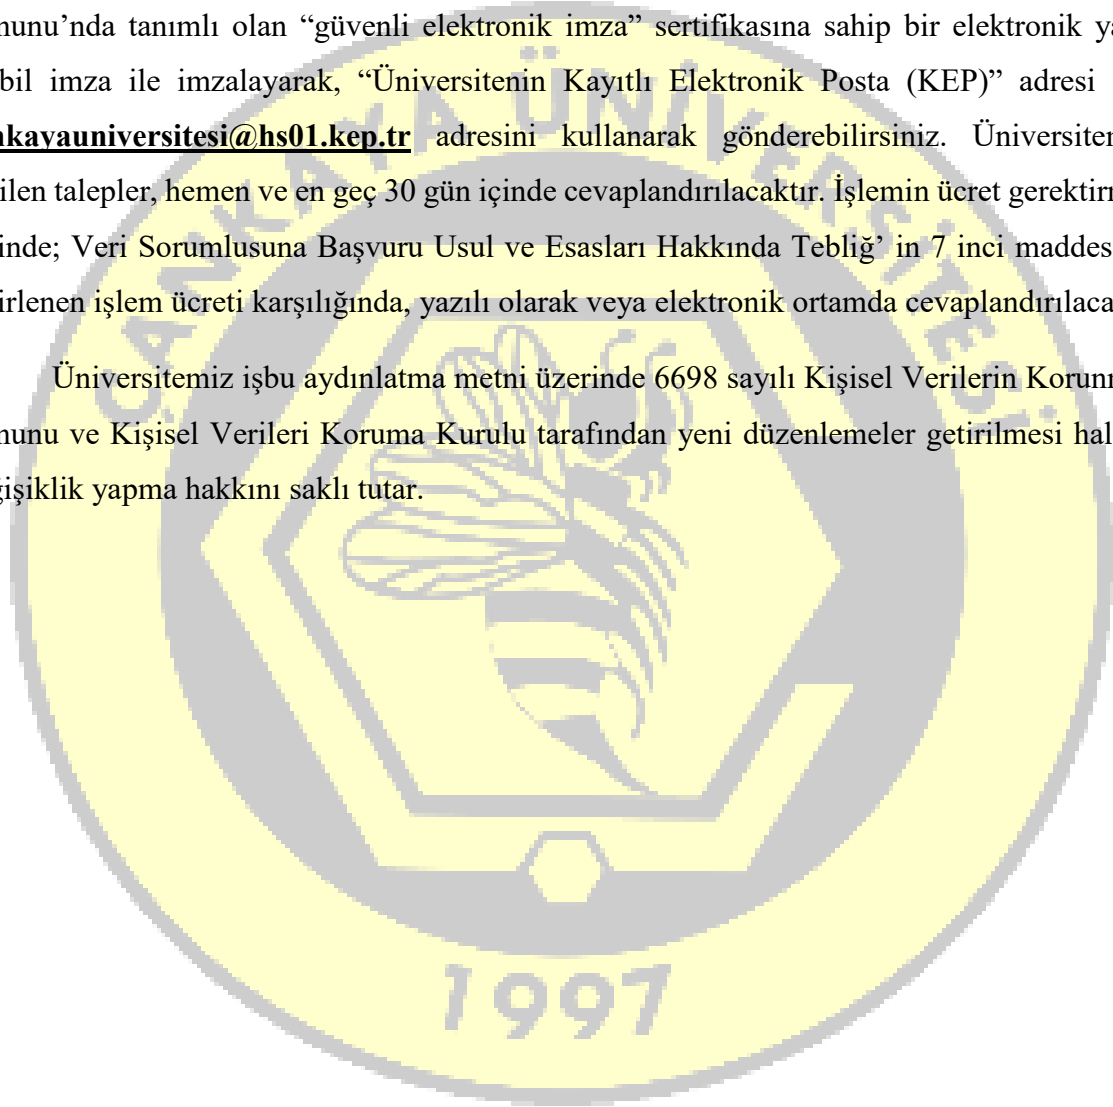 nunu’nda tanımlı olan “güvenli elektronik imza” sertifikasına sahip bir elektronik ya
bil imza ile imzalayarak, “Üniversitenin Kayıtlı Elektronik Posta (KEP)” adresi
nkayauniversitesi@hs01.kep.tr adresini kullanarak gönderebilirsiniz. Üniversitem
ilen talepler, hemen ve en geç 30 gün içinde cevaplandırılacaktır. İşlemin ücret gerektirm
inde; Veri Sorumlusuna Başvuru Usul ve Esasları Hakkında Tebliğ’ in 7 inci maddes
irlenen işlem ücreti karşılığında, yazılı olarak veya elektronik ortamda cevaplandırılaca
Üniversitemiz işbu aydınlatma metni üzerinde 6698 sayılı Kişisel Verilerin Korunm
nunu ve Kişisel Verileri Koruma Kurulu tarafından yeni düzenlemeler getirilmesi hal
ğişiklik yapma hakkını saklı tutar.
ÇANKAYA ÜNİVERSİTESİ
1997